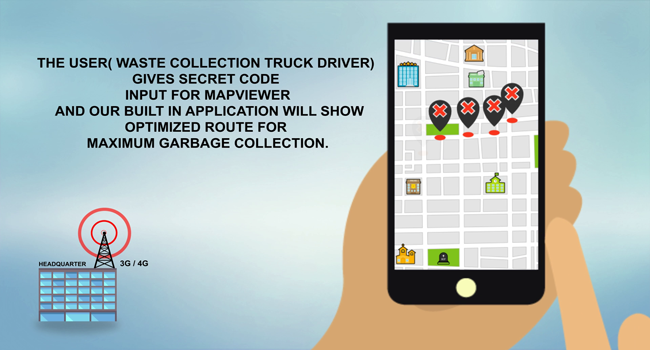 THE USER( WASTE COLLECTION TRUCK DRIVER)
GIVES SECRET CODE
INPUT FOR MAPVIEWER
AND OUR BUILT IN APPLICATION WILL SHOW
OPTIMIZED ROUTE FOR
MAXIMUM GARBAGE COLLECTION.
HEADQUARTER
3G / 4G